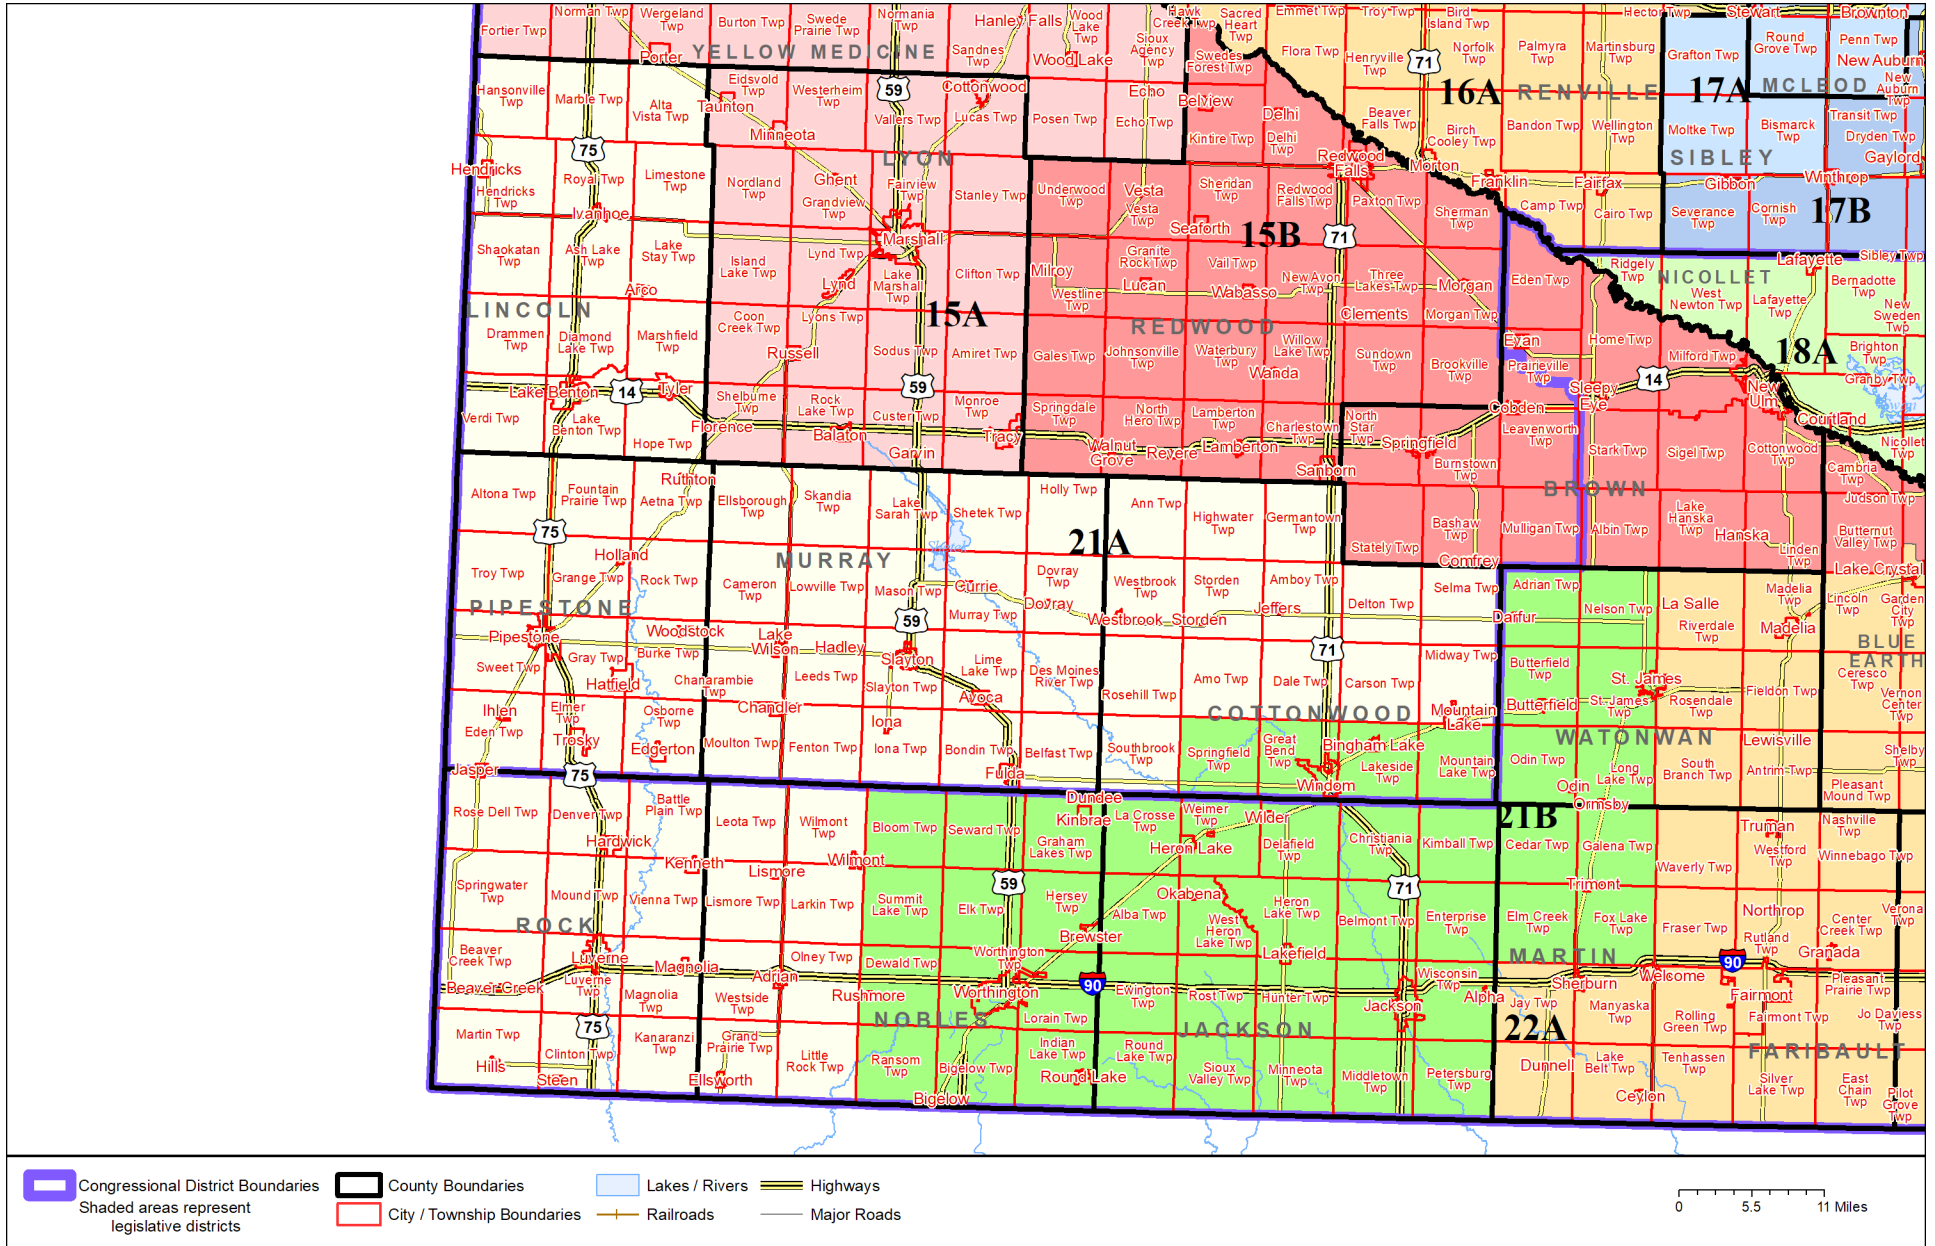 Norman Twp
Wergeland Twp
Burton Twp
Swede Prairie Twp
Normania Twp
Hanley Falls
Wood Lake Twp
Hawk Creek Twp
Sacred Heart Twp
Emmet Twp
Troy Twp
Bird Island Twp
Hector Twp
Stewart
Brownton
Fortier Twp
Porter
YELLOW MEDICINE
Sandnes Twp
Wood Lake
Sioux Agency Twp
Swedes Forest Twp
Flora Twp
Henryville Twp
71
Norfolk Twp
Palmyra Twp
Martinsburg Twp
Grafton Twp
Round Grove Twp
Penn Twp
New Auburn
New Auburn Twp
Hansonville Twp
Marble Twp
Alta Vista Twp
Eidsvold Twp
Taunton
Westerheim Twp
59
Vallers Twp
Cottonwood
Lucas Twp
Posen Twp
Echo
Echo Twp
Belview
Kintire Twp
Delhi
Delhi Twp
Beaver Falls Twp
16A
RENVILLE
17A
MCLEOD
Birch Cooley Twp
Bandon Twp
Wellington Twp
Moltke Twp
Bismarck Twp
Transit Twp
Dryden Twp
Minneota
75
LYON
SIBLEY
Gaylord
Hendricks
Hendricks Twp
Royal Twp
Limestone Twp
Nordland Twp
Ghent
Grandview Twp
Fairview Twp
Stanley Twp
Underwood Twp
Vesta
Vesta Twp
Sheridan Twp
Redwood Falls
Redwood Falls Twp
Paxton Twp
Morton
Franklin
Fairfax
Gibbon
Winthrop
Ivanhoe
Marshall
Seaforth
15B
71
Sherman Twp
Camp Twp
Cairo Twp
Severance Twp
Cornish Twp
17B
Shaokatan Twp
Ash Lake Twp
Lake Stay Twp
Island Lake Twp
Lynd Twp
Lynd
Lake Marshall Twp
Clifton Twp
Milroy
Granite Rock Twp
Lucan
Vail Twp
Wabasso
New Avon Twp
Three Lakes Twp
Morgan
Eden Twp
Ridgely Twp
NICOLLET
Lafayette
Sibley Twp
Arco
Westline Twp
West Newton Twp
Lafayette Twp
Bernadotte Twp
New Sweden Twp
LINCOLN
Coon Creek Twp
Lyons Twp
15A
REDWOOD
Clements
Morgan Twp
Drammen Twp
Diamond Lake Twp
Marshfield Twp
Russell
Sodus Twp
Amiret Twp
Gales Twp
Johnsonville Twp
Waterbury Twp
Willow Lake Twp
Wanda
Sundown Twp
Brookville Twp
Evan
Prairieville Twp
Home Twp
Milford Twp
18A
Brighton Twp
Granby Twp
Lake Benton
14
Tyler
Shelburne Twp
Rock Lake Twp
59
Custer Twp
Monroe Twp
Springdale Twp
North Hero Twp
Lamberton Twp
Charlestown Twp
North Star Twp
Cobden
Sleepy Eye
14
New Ulm
Courtland
Verdi Twp
Lake Benton Twp
Hope Twp
Florence
Balaton
Garvin
Tracy
Walnut Grove
Revere
Lamberton
Sanborn
Springfield
Burnstown Twp
Leavenworth Twp
Stark Twp
Sigel Twp
Cottonwood Twp
Nicollet Twp
Cambria Twp
Judson Twp
Altona Twp
Fountain Prairie Twp
Ruthton
Aetna Twp
Ellsborough Twp
Skandia Twp
Lake Sarah Twp
Shetek Twp
Holly Twp
Ann Twp
Highwater Twp
Germantown Twp
BROWN
75
Holland
MURRAY
21A
Stately Twp
Bashaw Twp
Comfrey
Mulligan Twp
Albin Twp
Lake Hanska Twp
Hanska
Linden Twp
Butternut Valley Twp
Lake Crystal
Troy Twp
Grange Twp
Rock Twp
Cameron Twp
Lowville Twp
Mason Twp
Currie
Dovray Twp
Dovray
Westbrook Twp
Storden Twp
Amboy Twp
Selma Twp
Adrian Twp
Nelson Twp
La Salle
Madelia Twp
Lincoln Twp
Garden City Twp
PIPESTONE
Pipestone
Woodstock
Lake Wilson
Hadley
59
Murray Twp
Westbrook
Storden
Jeffers
Delton Twp
Darfur
Riverdale Twp
Madelia
BLUE EARTH
Sweet Twp
Gray Twp
Burke Twp
Hatfield
Chanarambie Twp
Leeds Twp
Slayton
Slayton Twp
Lime Lake Twp
Des Moines River Twp
Rosehill Twp
Amo Twp
71
Dale Twp
Carson Twp
Midway Twp
Butterfield Twp
St. James
Fieldon Twp
Ceresco Twp
Vernon Center Twp
Ihlen
Eden Twp
Elmer Twp
Trosky
Osborne Twp
Edgerton
Chandler
Moulton Twp
Fenton Twp
Iona
Iona Twp
Avoca
Bondin Twp
Belfast Twp
Southbrook Twp
COTTONWOOD
Springfield Twp
Great Bend Twp
Bingham Lake
Lakeside Twp
Mountain Lake
Mountain Lake Twp
Butterfield
St. James Twp
Rosendale Twp
WATONWAN
Lewisville
Shelby Twp
Jasper
75
Fulda
Windom
Odin Twp
Odin
Long Lake Twp
South Branch Twp
Antrim Twp
Pleasant Mound Twp
Rose Dell Twp
Denver Twp
Battle Plain Twp
Leota Twp
Wilmont Twp
Bloom Twp
Seward Twp
Dundee
Kinbrae
Graham Lakes Twp
La Crosse Twp
Weimer Twp
Heron Lake
Wilder
Delafield Twp
Christiania Twp
Kimball Twp
21B
Ormsby
Cedar Twp
Galena Twp
Truman
Westford Twp
Nashville Twp
Winnebago Twp
Hardwick
Kenneth
Lismore
Wilmont
Waverly Twp
Springwater Twp
Mound Twp
Vienna Twp
Lismore Twp
Larkin Twp
Summit Lake Twp
59
Elk Twp
Hersey Twp
Brewster
Okabena
Alba Twp
West Heron Lake Twp
Heron Lake Twp
71
Belmont Twp
Enterprise Twp
Trimont
Elm Creek Twp
Fox Lake Twp
Fraser Twp
Northrop
Rutland Twp
Center Creek Twp
Verona Twp
ROCK
Beaver Creek Twp
Luverne
Luverne Twp
Magnolia
Adrian
Olney Twp
Dewald Twp
Worthington Twp
Worthington
90
Lakefield
MARTIN
90
Granada
Beaver Creek
Magnolia Twp
Westside Twp
Rushmore
Ewington Twp
Rost Twp
Hunter Twp
Jackson
Wisconsin Twp
Alpha
Sherburn
Welcome
Fairmont
Pleasant Prairie Twp
Martin Twp
75
Kanaranzi Twp
Grand Prairie Twp
NOBLES
Lorain Twp
JACKSON
Jay Twp
22A
Manyaska Twp
Rolling Green Twp
Fairmont Twp
Jo Daviess Twp
Hills
Clinton Twp
Steen
Ellsworth
Little Rock Twp
Ransom Twp
Bigelow Twp
Bigelow
Indian Lake Twp
Round Lake
Round Lake Twp
Sioux Valley Twp
Minneota Twp
Middletown Twp
Petersburg Twp
Dunnell
Lake Belt Twp
Ceylon
Tenhassen Twp
FARIBAULT
Silver Lake Twp
East Chain Twp
Pilot Grove Twp
Congressional District Boundaries
Shaded areas represent
legislative districts
County Boundaries
City / Township Boundaries
Lakes / Rivers
Railroads
Highways
Major Roads
0 5.5 11 Miles